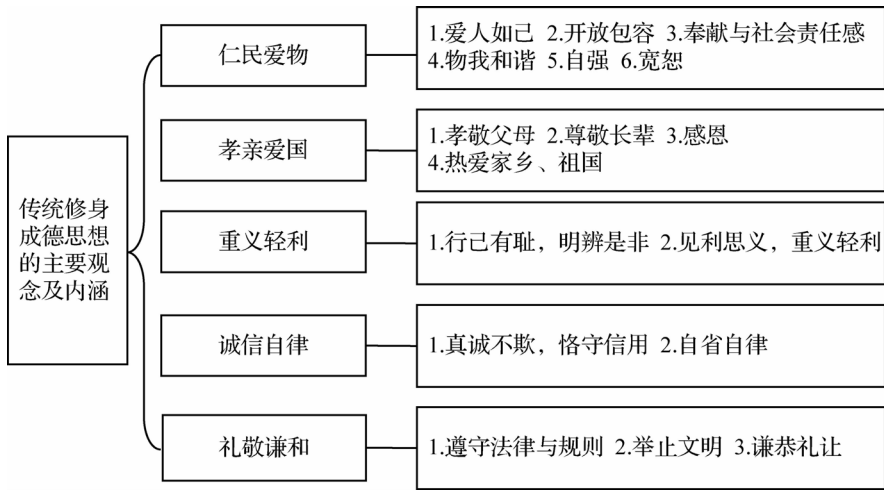 传统修身
成德思想
的主要观
念及内涵
仁民爱物
1.爱人如己 2.开放包容 3.奉献与社会责任感
4.物我和谐 5.自强 6.宽恕
孝亲爱国
1.孝敬父母 2.尊敬长辈 3.感恩
4.热爱家乡、祖国
重义轻利
1.行己有耻，明辨是非 2.见利思义，重义轻利
诚信自律
1.真诚不欺，恪守信用 2.自省自律
礼敬谦和
1.遵守法律与规则 2.举止文明 3.谦恭礼让